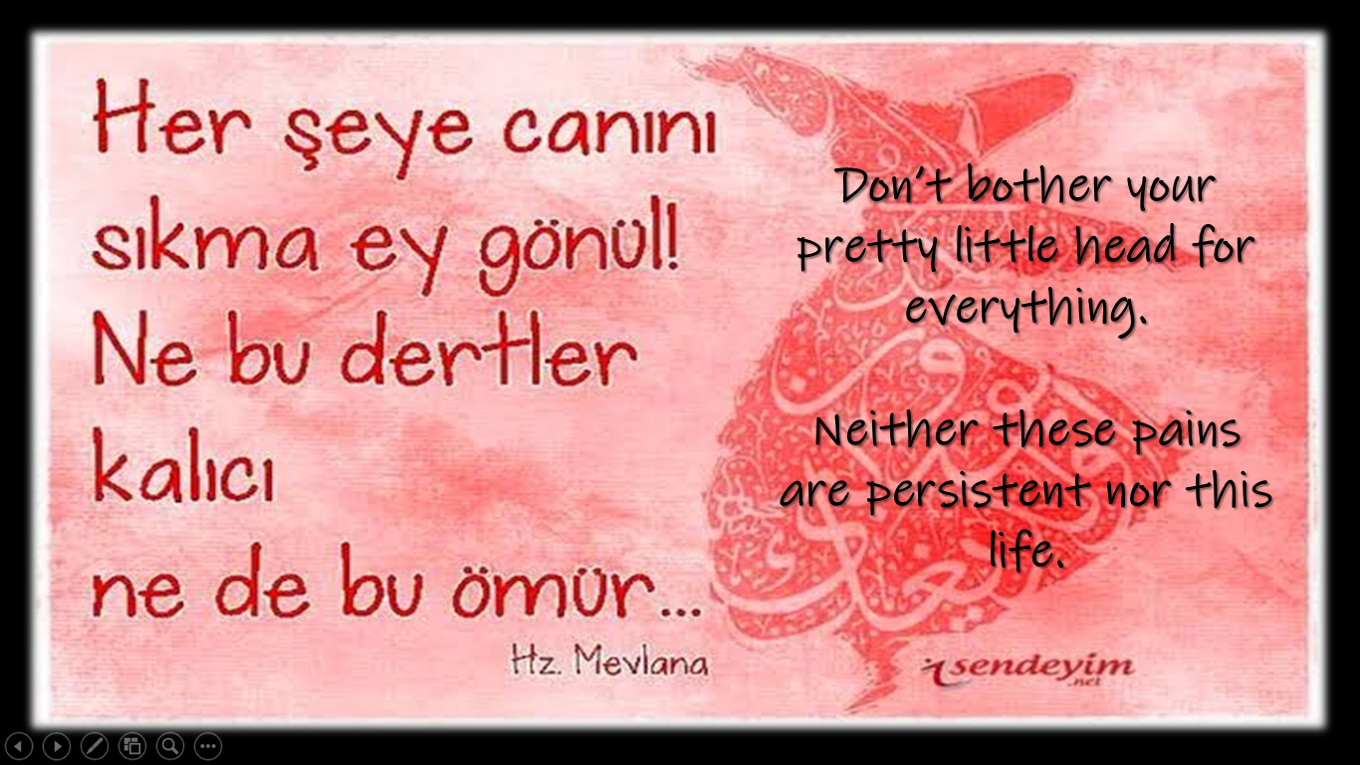 Her şeye canını
sıkma ey gönül!
Ne bu dertler
kalıcı
ne de bu ömür...
Hz. Mevlana
Don't bother your
pretty little head for
everything.
Neither these pains
are persistent nor this
life.
sendeyim
.net